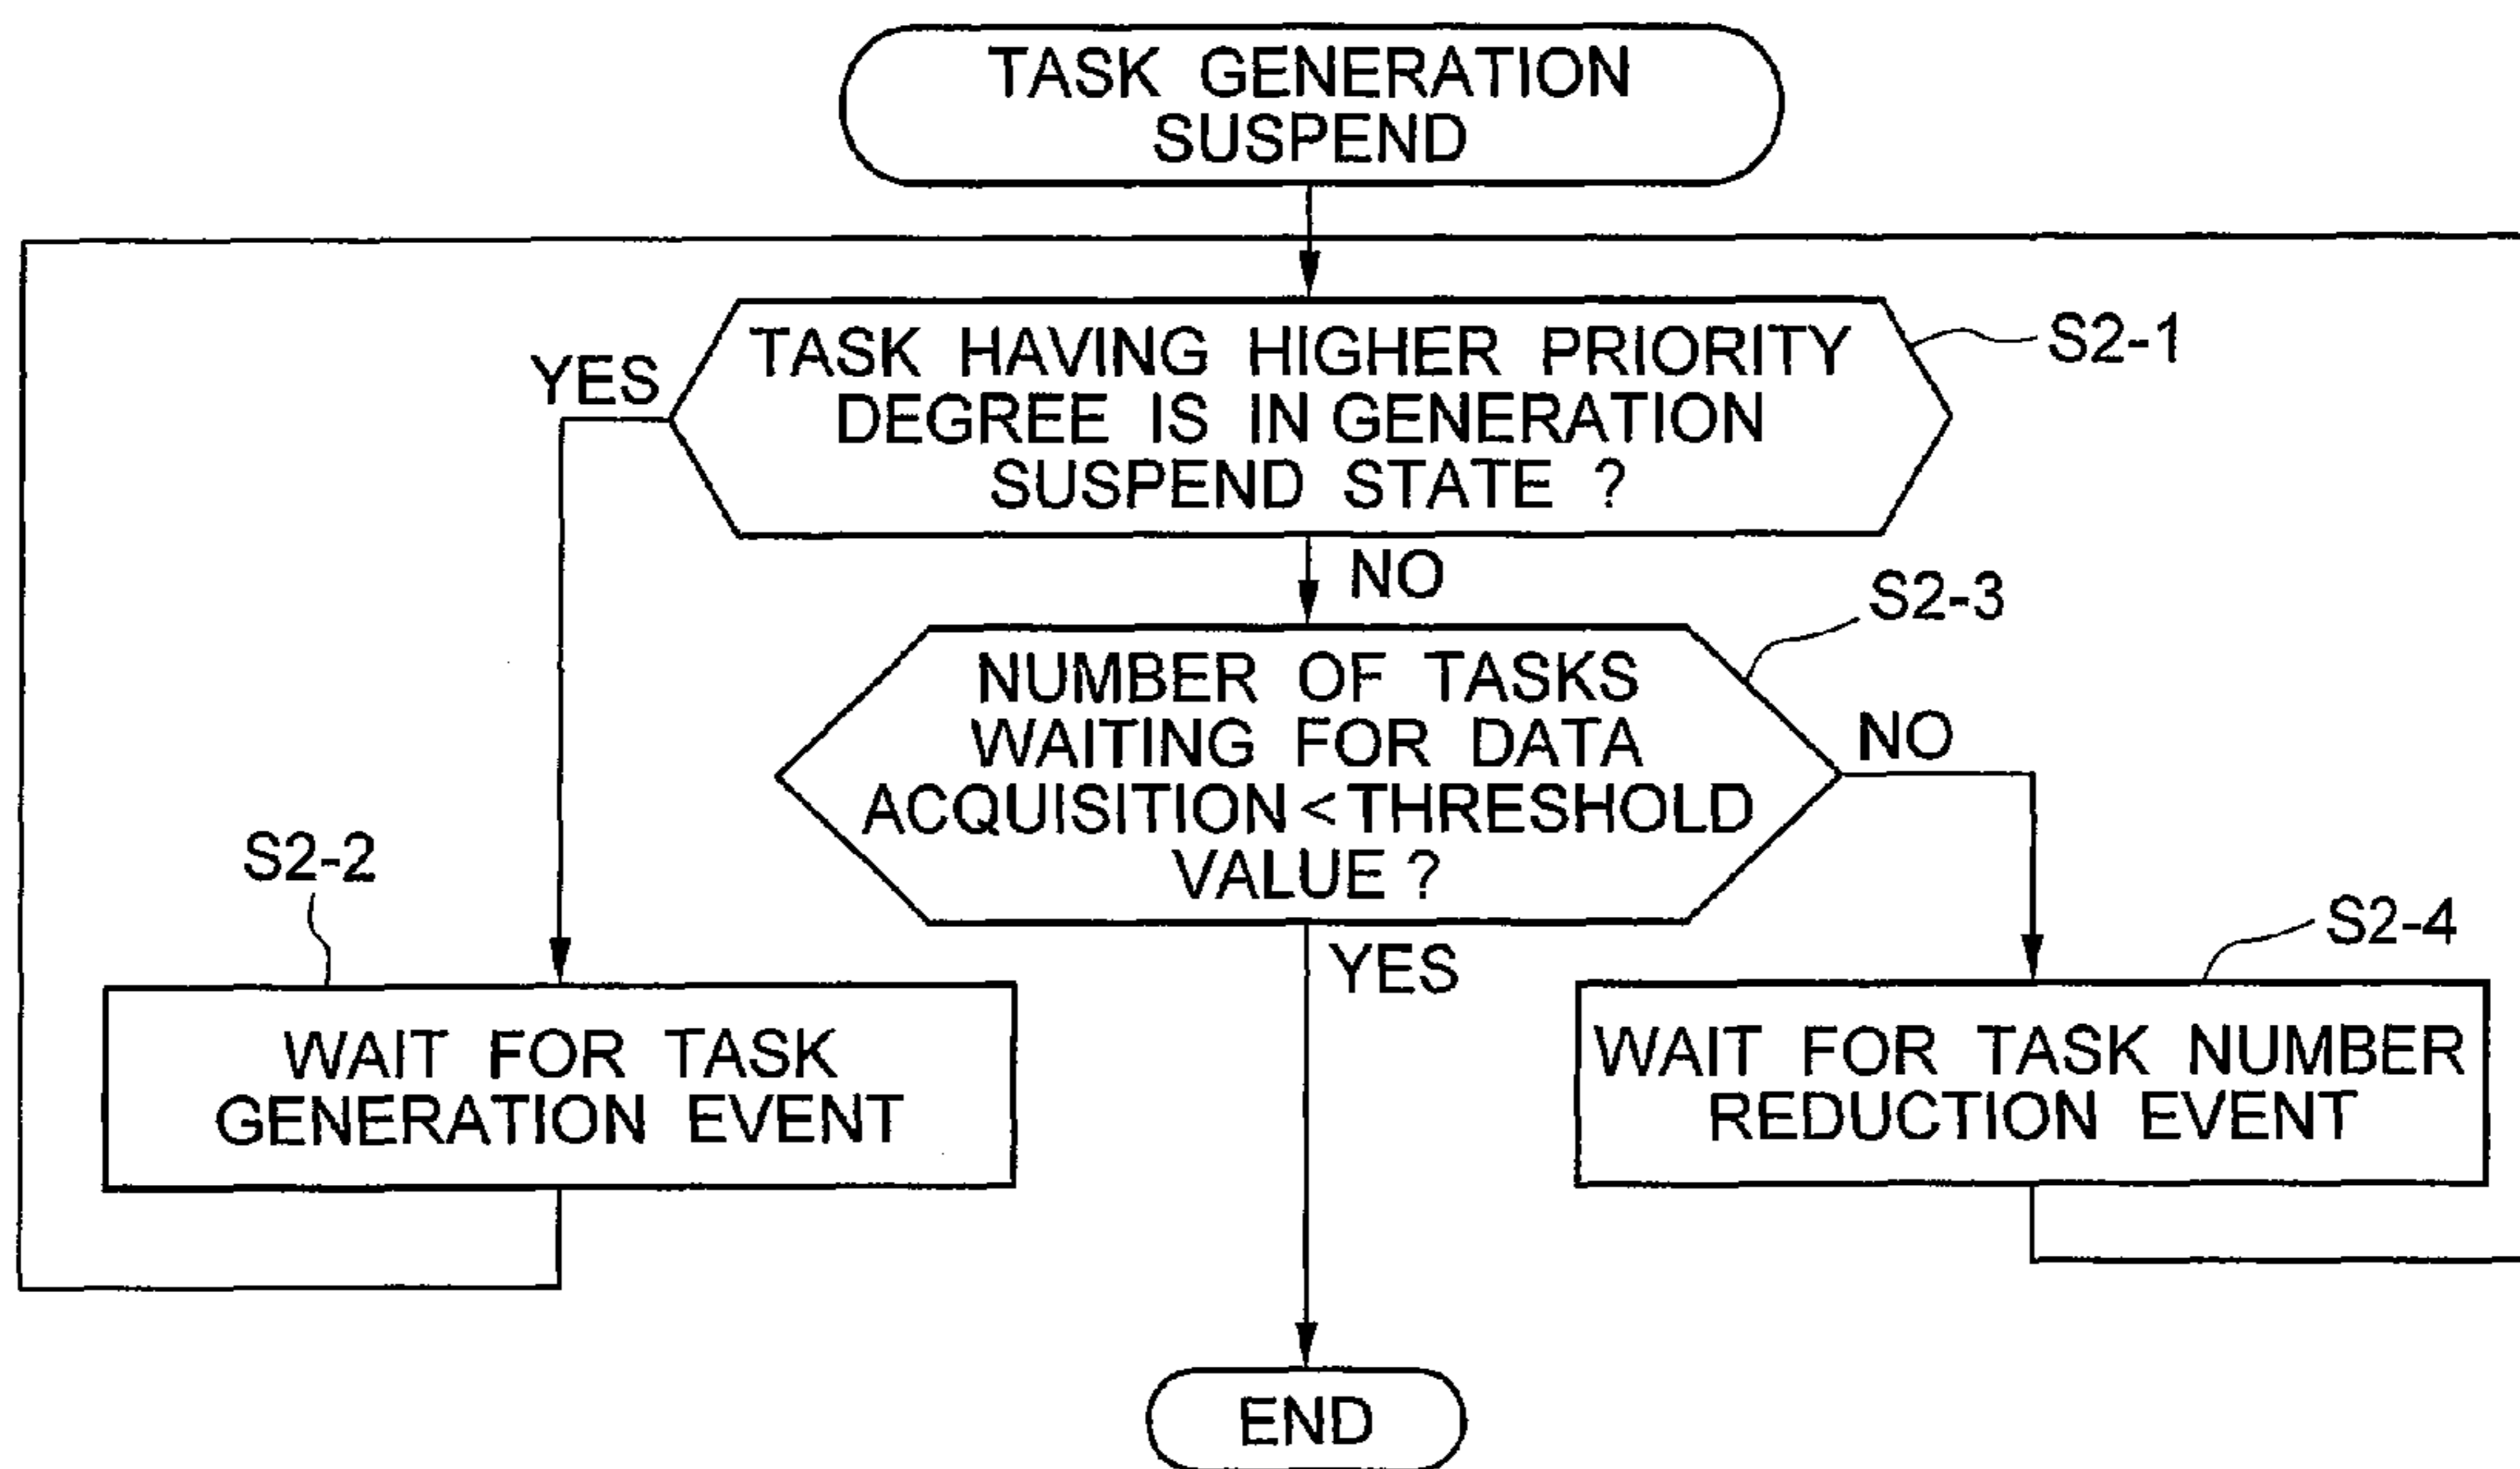 TASK GENERATION
SUSPEND
TASK HAVING HIGHER PRIORITY
DEGREE IS IN GENERATION
SUSPEND STATE ?
S2-1
YES
NO
S2-3
NUMBER OF TASKS
WAITING FOR DATA
ACQUISITION < THRESHOLD
VALUE ?
NO
YES
S2-2
WAIT FOR TASK
GENERATION EVENT
S2-4
WAIT FOR TASK NUMBER
REDUCTION EVENT
END